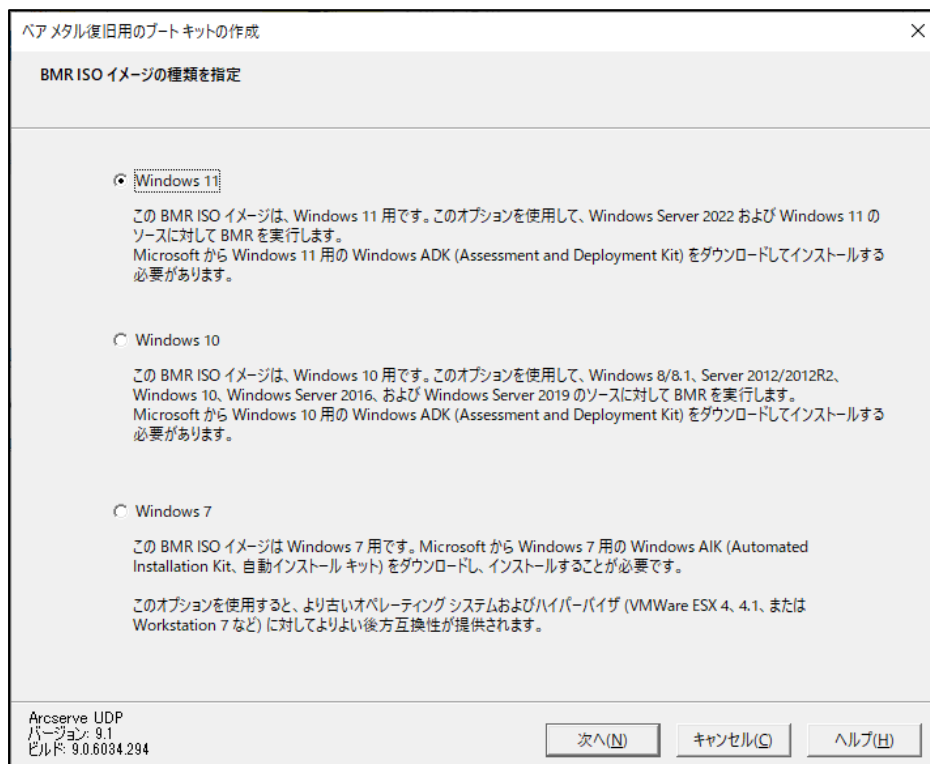 ベア メタル復旧用のブート キットの作成
BMR ISO イメージの種類を指定
Windows 11
この BMR ISO イメージは、Windows 11 用です。このオプションを使用して、Windows Server 2022 および Windows 11 の
ソースに対して BMR を実行します。
Microsoft から Windows 11 用の Windows ADK (Assessment and Deployment Kit) をダウンロードしてインストールする
必要があります。
Windows 10
この BMR ISO イメージは、Windows 10 用です。このオプションを使用して、Windows 8/8.1、Server 2012/2012R2、
Windows 10、Windows Server 2016、および Windows Server 2019 のソースに対して BMR を実行します。
Microsoft から Windows 10 用の Windows ADK (Assessment and Deployment Kit) をダウンロードしてインストールする
必要があります。
Windows 7
この BMR ISO イメージは Windows 7 用です。Microsoft から Windows 7 用の Windows AIK (Automated
Installation Kit、自動インストール キット) をダウンロードし、インストールすることが必要です。
このオプションを使用すると、より古いオペレーティング システムおよびハイパーバイザ (VMWare ESX 4、4.1、または
Workstation 7 など) に対してよりよい後方互換性が提供されます。
Arcserve UDP
バージョン: 9.1
ビルド: 9.0.6034.294
次へ(N)
キャンセル(C)
ヘルプ(H)